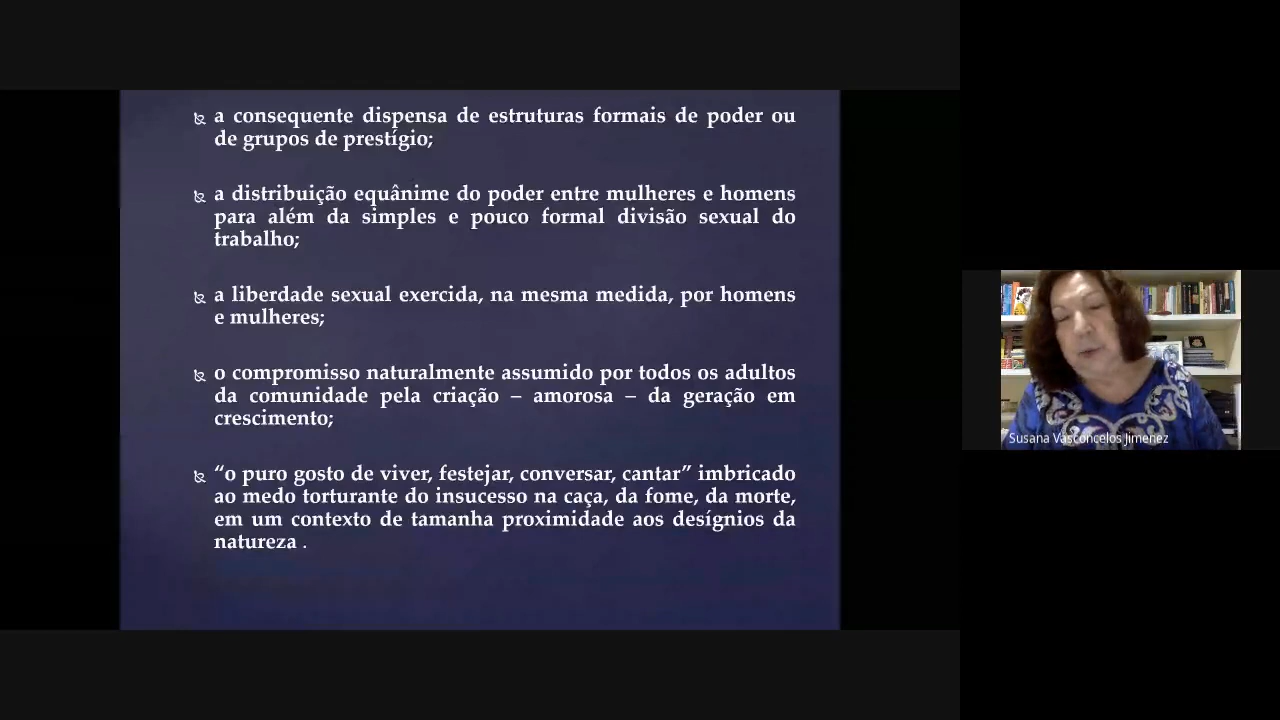 a consequente dispensa de estruturas formais de poder ou
de grupos de prestígio;
a distribuição equânime do poder entre mulheres e homens
para além da simples e pouco formal divisão sexual do
trabalho;
a liberdade sexual exercida, na mesma medida, por homens
e mulheres;
o compromisso naturalmente assumido por todos os adultos
da comunidade pela criação – amorosa – da geração em
crescimento;
“o puro gosto de viver, festejar, conversar, cantar” imbricado
ao medo torturante do insucesso na caça, da fome, da morte,
em um contexto de tamanha proximidade aos desígnios da
natureza .
Susana Vasconcelos Jimenez